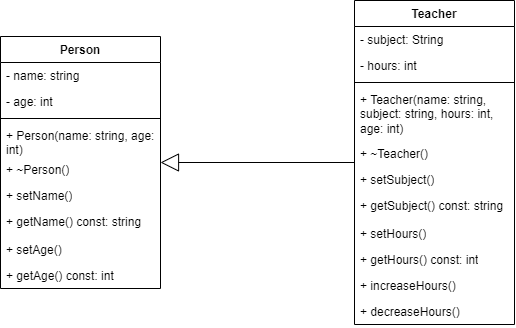 Person
- name: string
- age: int
+ Person(name: string, age:
int)
+ ~Person()
+ setName()
+ getName() const: string
+ setAge()
+ getAge() const: int
Teacher
- subject: String
- hours: int
+ Teacher(name: string,
subject: string, hours: int,
age: int)
+ ~Teacher()
+ setSubject()
+ getSubject() const: string
+ setHours()
+ getHours() const: int
+ increaseHours()
+ decreaseHours()